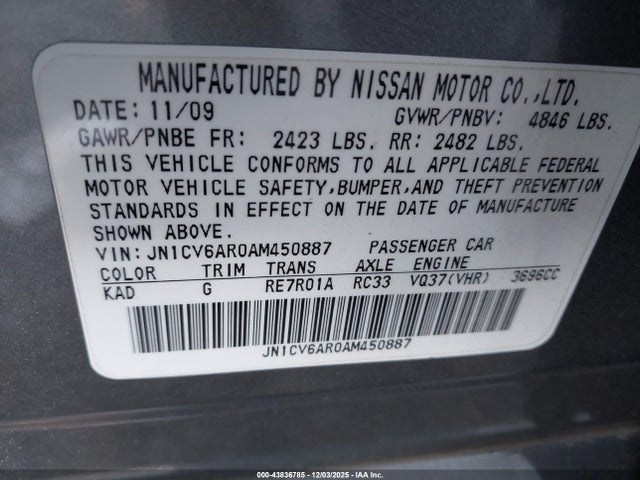 MANUFACTURED BY NISSAN MOTOR CO.,LTD.
DATE: 11/09 GVWR/PNBV: 4846 LBS.
GAWR/PNBE FR: 2423 LBS. RR: 2482 LBS.
THIS VEHICLE CONFORMS TO ALL APPLICABLE FEDERAL
MOTOR VEHICLE SAFETY,BUMPER,AND THEFT PREVENTION
STANDARDS IN EFFECT ON THE DATE OF MANUFACTURE
SHOWN ABOVE.
VIN: JN1CV6AR0AM450887 PASSENGER CAR
COLOR TRIM TRANS AXLE ENGINE
KAD G RE7R01A RC33 VQ37(VHR) 3696CC
JN1CV6AR0AM450887
000-43836785 - 12/03/2025 - IAA Inc.